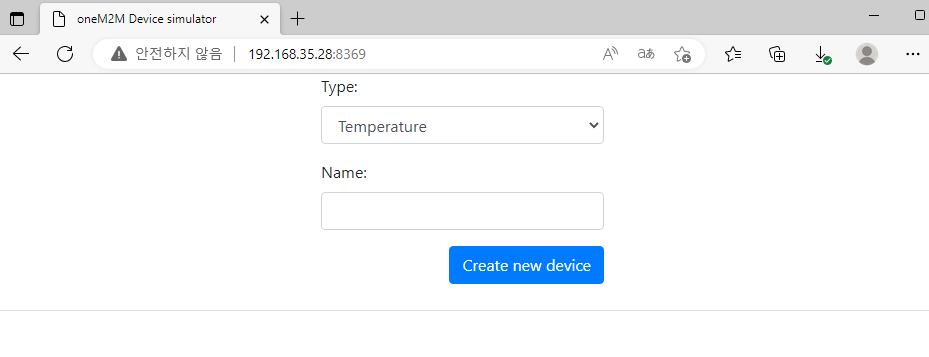 oneM2M Device simulator
안전하지 않음 | 192.168.35.28:8369
Type:
Temperature
Name:
Create new device